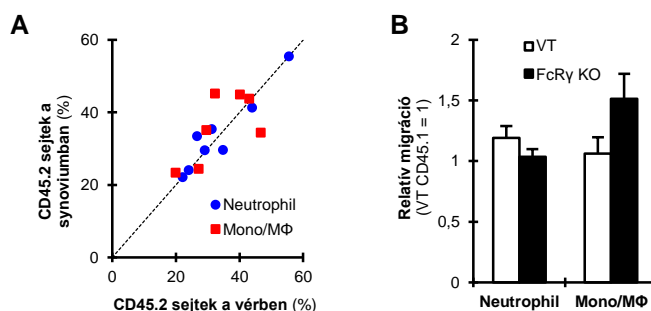 A
CD45.2 sejtek a
synoviumban (%)
60
40
20
0
0
20
40
60
Neutrophil
Mono/MΦ
CD45.2 sejtek a vérben (%)
B
Relatív migráció
(VT CD45.1 = 1)
2
1,5
1
0,5
0
VT
FcRγ KO
Neutrophil
Mono/MΦ